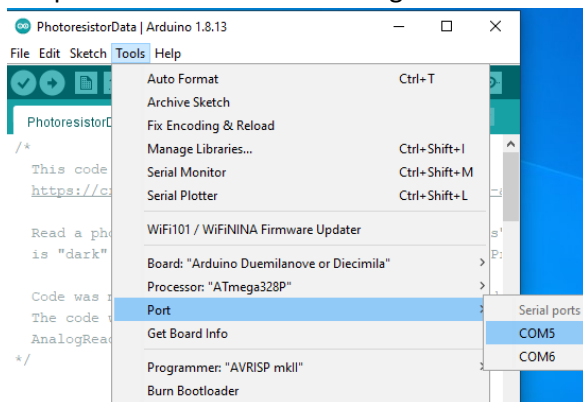 PhotoresistorData | Arduino 1.8.13
File Edit Sketch Tools Help
Auto Format Ctrl+T
Archive Sketch
Fix Encoding & Reload
Manage Libraries... Ctrl+Shift+I
Serial Monitor Ctrl+Shift+M
Serial Plotter Ctrl+Shift+L
WiFi101 / WiFiNINA Firmware Updater
Board: "Arduino Duemilanove or Diecimila"
Processor: "ATmega328P"
Port
Get Board Info
Programmer: "AVRISP mkII"
Burn Bootloader
Serial ports
COM5
COM6
Photoresistor
/*
This code
https://
Read a
is "dark"
Code was
The code
*/